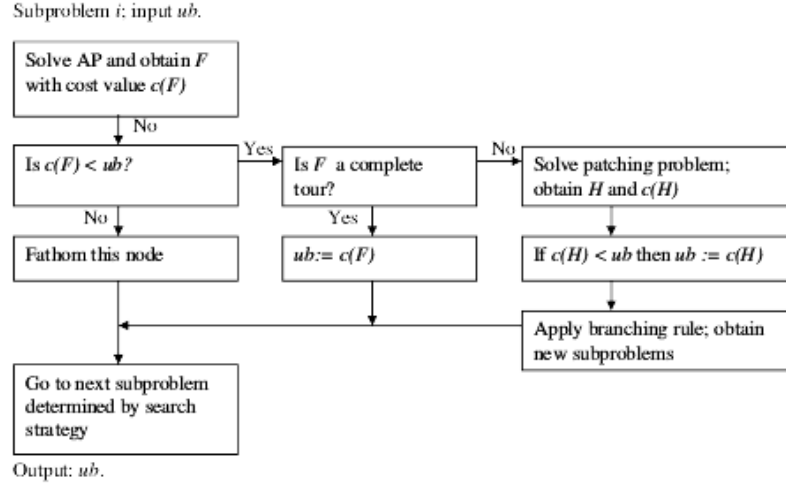 Subproblem i: input ub.
Solve AP and obtain F
with cost value c(F)
No
Is c(F) < ub?
Yes
Is F a complete
tour?
No
Solve patching problem;
obtain H and c(H)
No
Yes
Fathom this node
ub:= c(F)
If c(H) < ub then ub := c(H)
Apply branching rule; obtain
new subproblems
Go to next subproblem
determined by search
strategy
Output: ub.